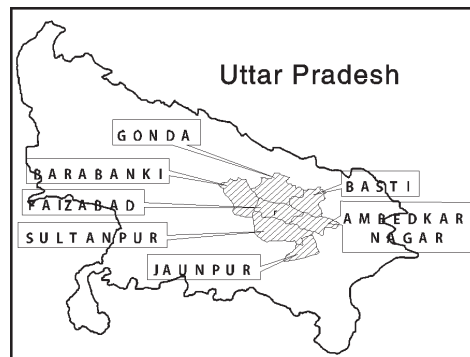 Uttar Pradesh
GONDA
BARABANKI
BASTI
FAIZABAD
AMBEDKAR
NAGAR
SULTANPUR
JAUNPUR
r